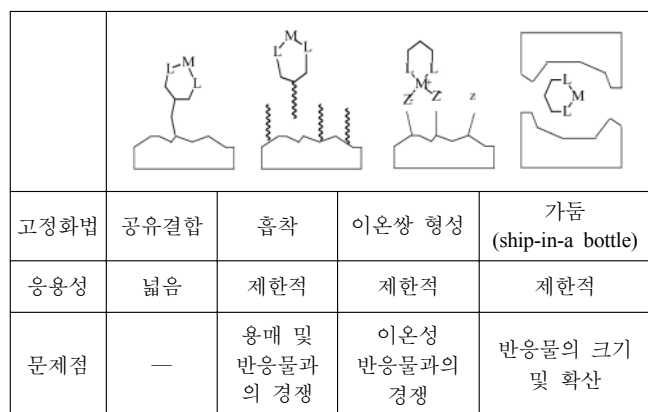 L M L
M L L
L L M+ Z Z z
L M L
고정화법 공유결합 흡착 이온쌍 형성 가둠
(ship-in-a bottle)
응용성 넓음 제한적 제한적 제한적
문제점 — 용매 및
반응물과
의 경쟁 이온성
반응물과의
경쟁 반응물의 크기
및 확산